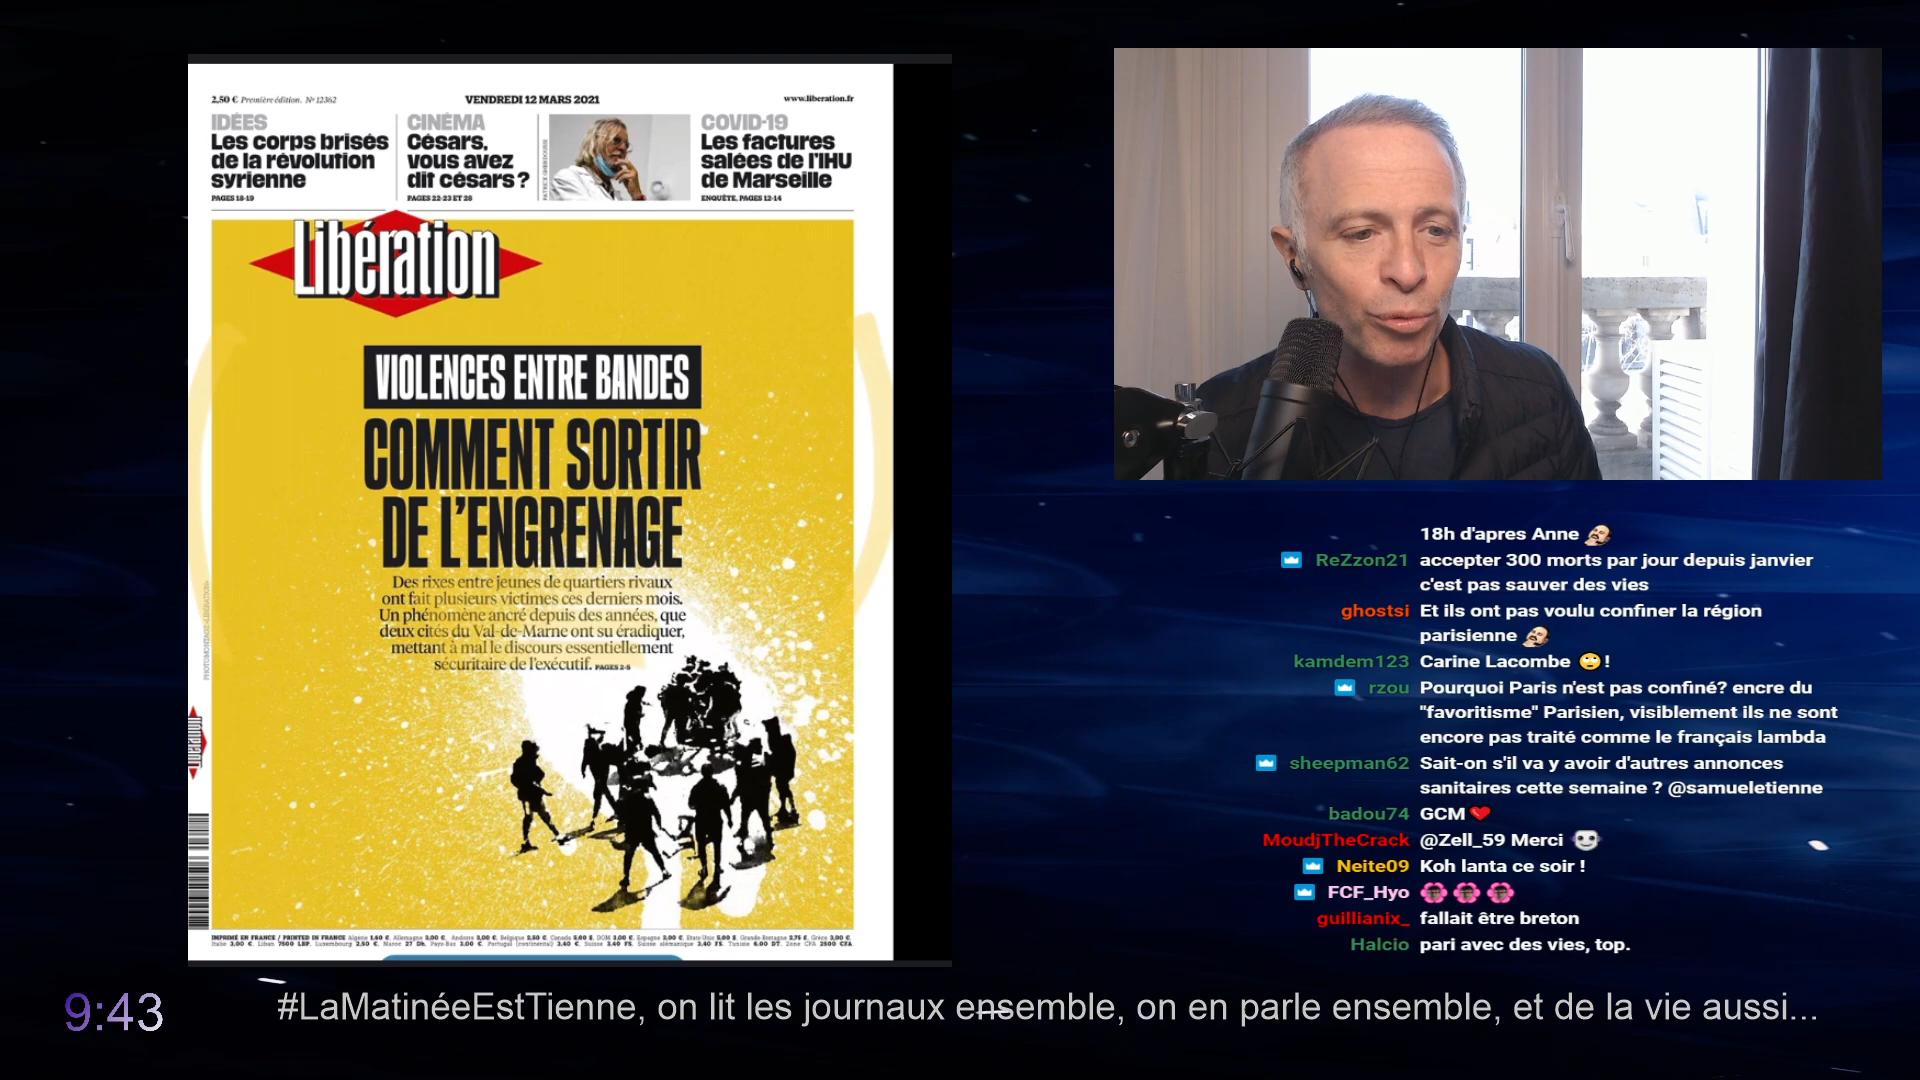 2,50 € Première édition. Nº 12362
VENDREDI 12 MARS 2021
www.liberation.fr
IDÉES
Les corps brisés
de la révolution
syrienne
PAGES 18-19
CINÉMA
Césars,
vous avez
dit césars ?
PAGES 22-23 ET 28
COVID-19
Les factures
salées de l'IHU
de Marseille
ENQUÊTE, PAGES 12-14
Libération
VIOLENCES ENTRE BANDES
COMMENT SORTIR
DE L'ENGRENAGE
Des rixes entre jeunes de quartiers rivaux
ont fait plusieurs victimes ces derniers mois.
Un phénomène ancré depuis des années, que
deux cités du Val-de-Marne ont su éradiquer,
mettant à mal le discours essentiellement
sécuritaire de l'exécutif. PAGES 2-5
IMPRIMÉ EN FRANCE / PRINTED IN FRANCE
18h d'apres Anne
ReZzon21 accepter 300 morts par jour depuis janvier
c'est pas sauver des vies
ghostsi Et ils ont pas voulu confiner la région
parisienne
kamdem123 Carine Lacombe 🙄 !
rzou Pourquoi Paris n'est pas confiné? encre du
"favoritisme" Parisien, visiblement ils ne sont
encore pas traité comme le français lambda
sheepman62 Sait-on s'il va y avoir d'autres annonces
sanitaires cette semaine ? @samueletienne
badou74 GCM ❤
MoudjTheCrack @Zell_59 Merci
Neite09 Koh lanta ce soir !
FCF_Hyo
guillianix_ fallait être breton
Halcio pari avec des vies, top.
9:43
#LaMatinéeEstTienne, on lit les journaux ensemble, on en parle ensemble, et de la vie aussi...